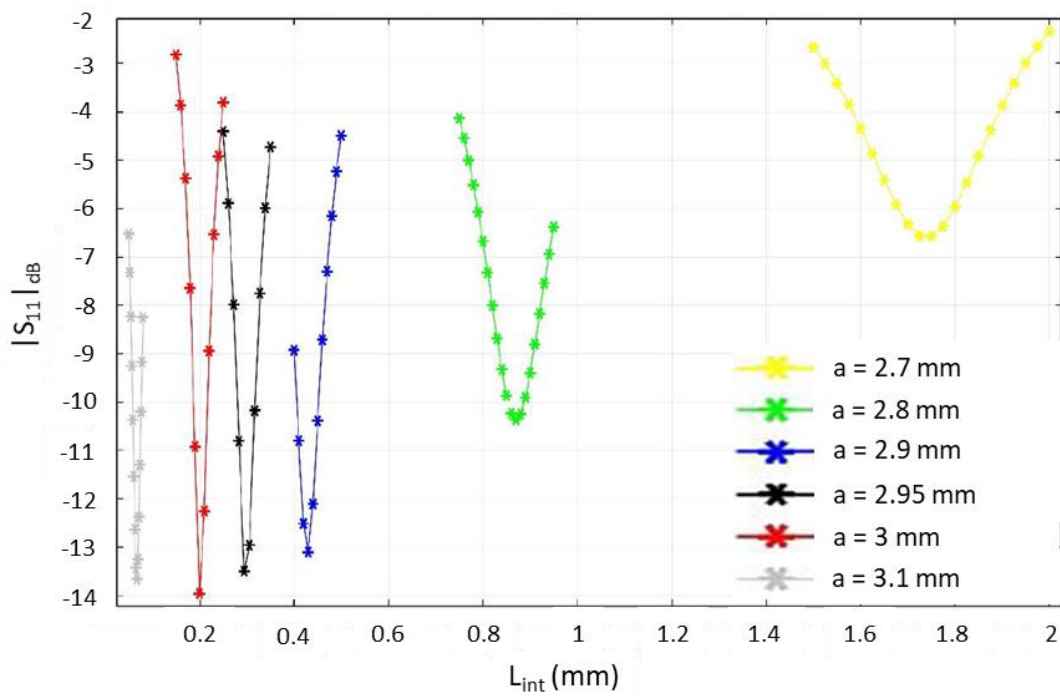 -2
-3
-4
-5
-6
-7
-8
-9
-10
-11
-12
-13
-14
|S11|dB
0.2 0.4 0.6 0.8 1 1.2 1.4 1.6 1.8 2
Lint (mm)
a = 2.7 mm
a = 2.8 mm
a = 2.9 mm
a = 2.95 mm
a = 3 mm
a = 3.1 mm